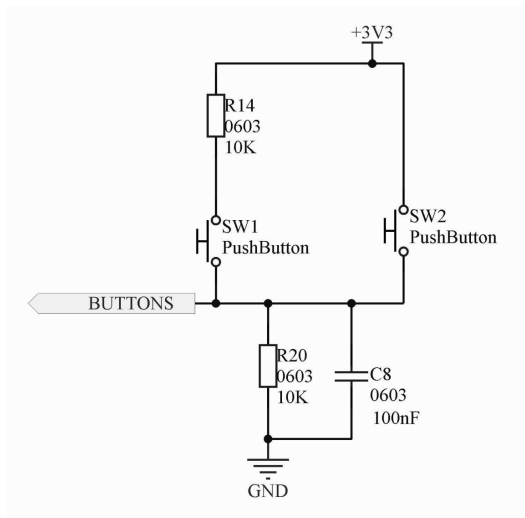 +3V3
R14
0603
10K
SW1
PushButton
SW2
PushButton
BUTTONS
R20
0603
10K
C8
0603
100nF
GND